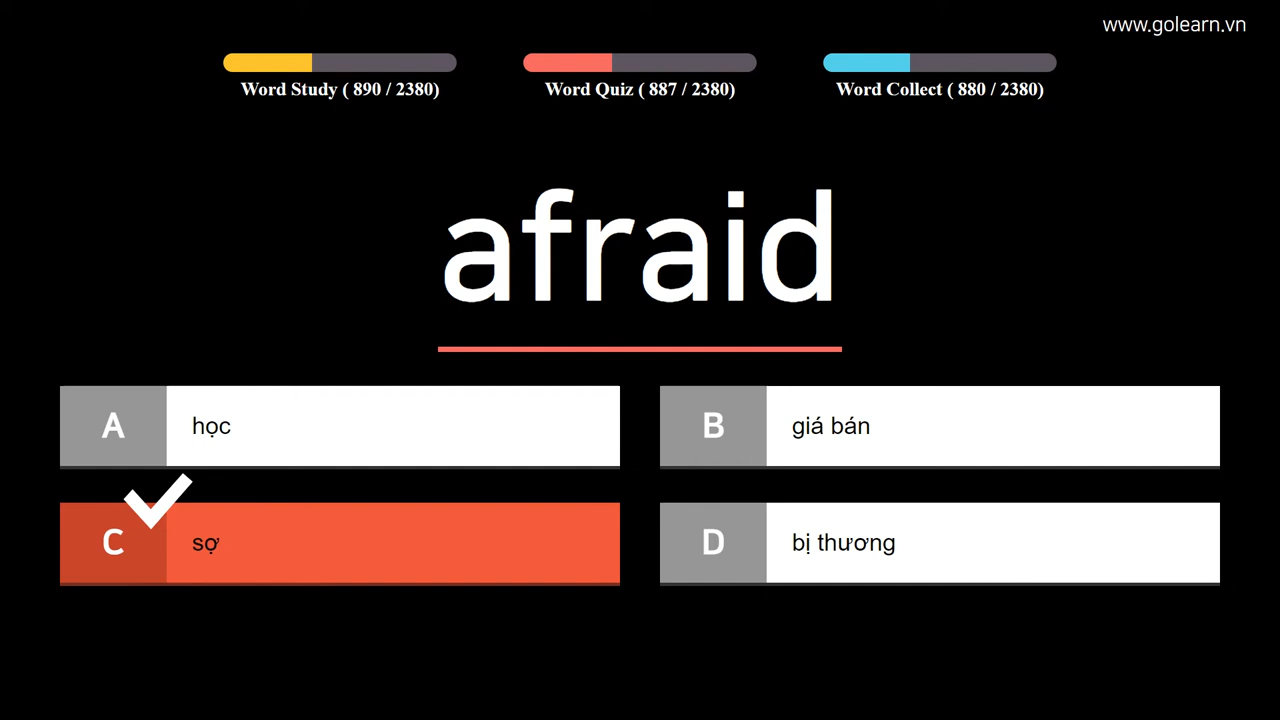 www.golearn.vn
Word Study ( 890 / 2380)
Word Quiz ( 887 / 2380)
Word Collect ( 880 / 2380)
afraid
A học
B giá bán
C sợ
D bị thương